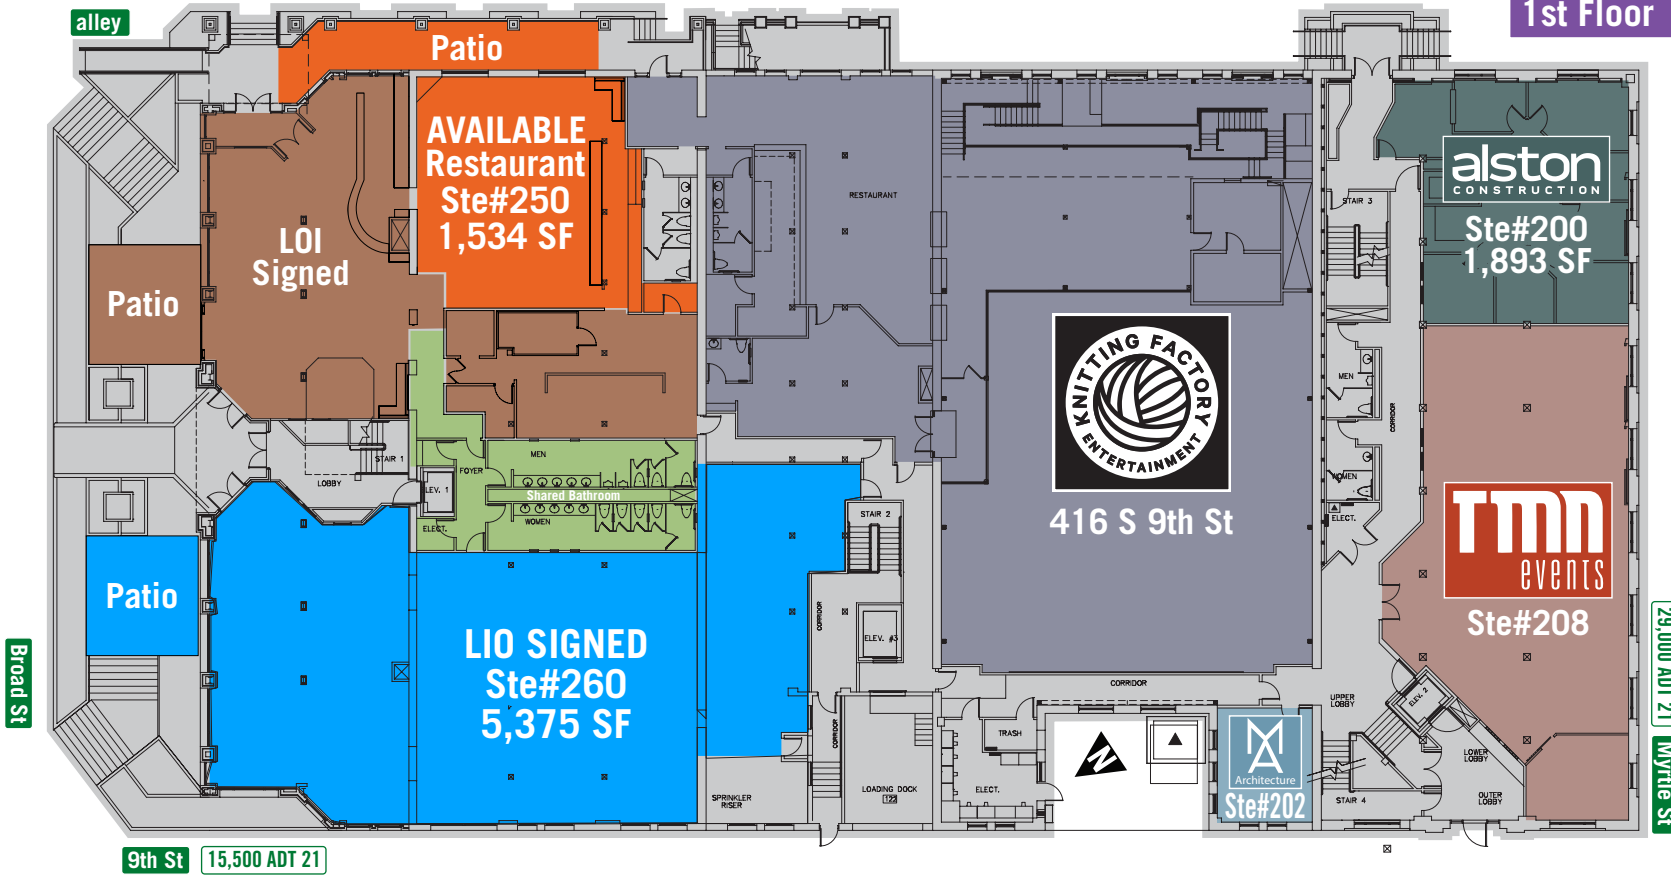 alley
1st Floor
Patio
AVAILABLE
Restaurant
Ste#250
1,534 SF
LOI
Signed
Patio
RESTAURANT
STAIR 3
alston
CONSTRUCTION
Ste#200
1,893 SF
KNITTING FACTORY
ENTERTAINMENT
416 S 9th St
MEN
CORRIDOR
WOMEN
ELECT.
STAIR 1
LOBBY
FOYER
MEN
ELEV. 1
Shared Bathroom
WOMEN
ELECT.
STAIR 2
TMN
events
Ste#208
Patio
LIO SIGNED
Ste#260
5,375 SF
CORRIDOR
ELEV. #3
CORRIDOR
UPPER
LOBBY
ELEV. 2
CORRIDOR
TRASH
N
MA
Architecture
Ste#202
LOWER
LOBBY
SPRINKLER
RISER
LOADING DOCK
122
ELECT.
STAIR 4
OUTER
LOBBY
Broad St
29,000 ADT 21
Myrtle St
9th St
15,500 ADT 21